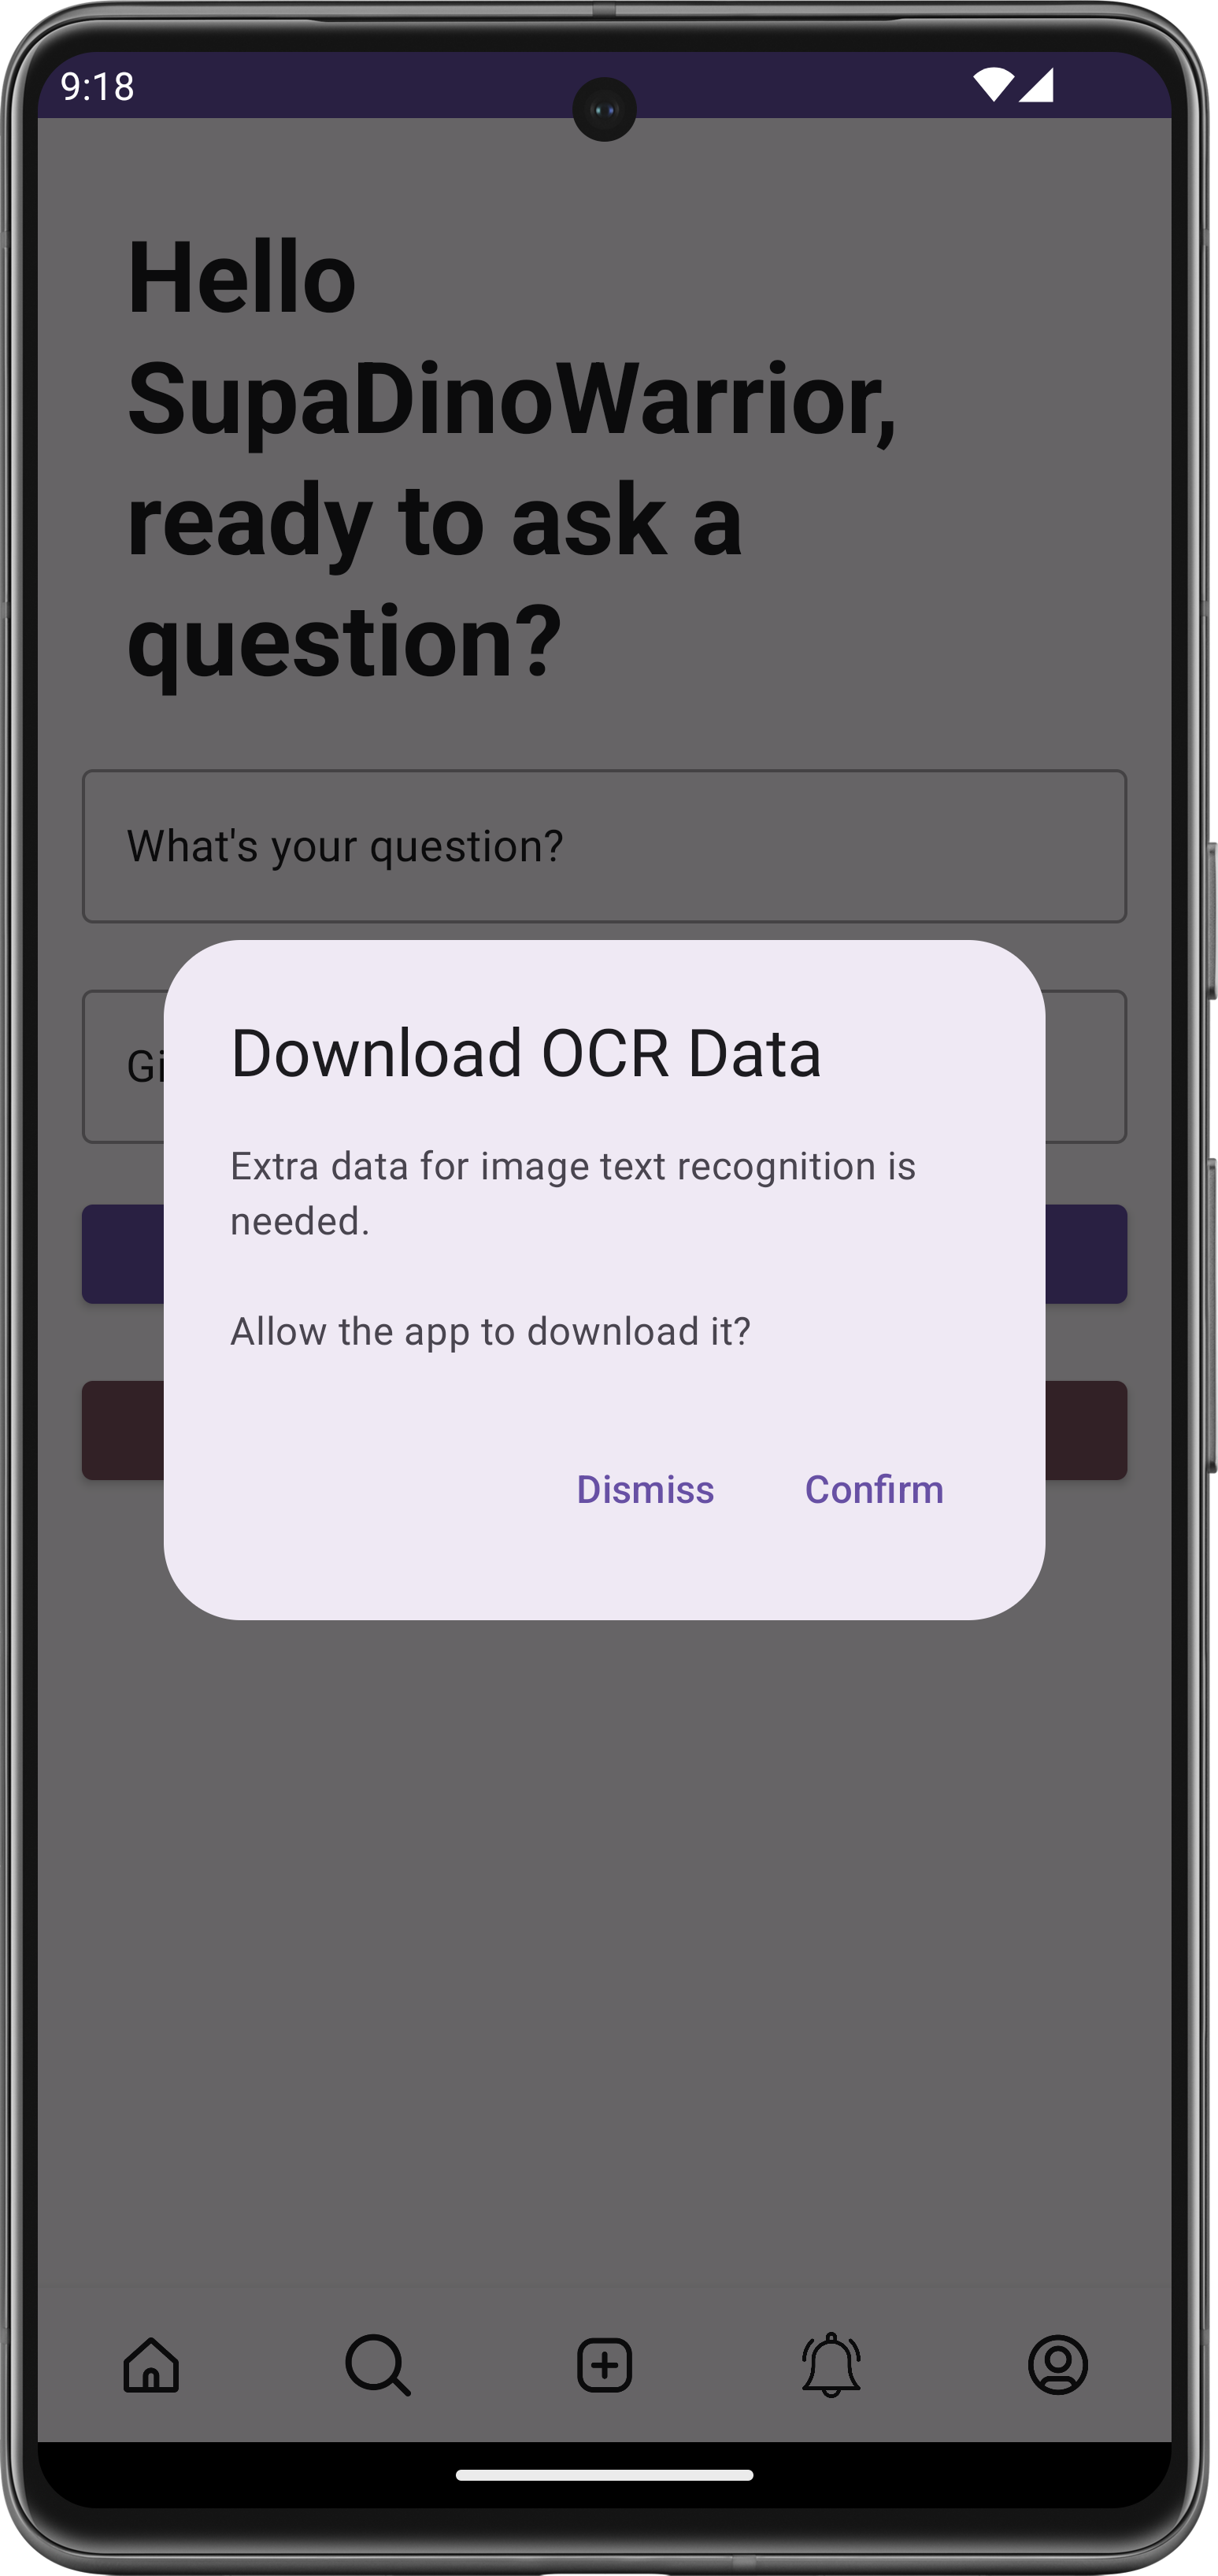 9:18
Hello
SupaDinoWarrior,
ready to ask a
question?
What's your question?
Gi
Download OCR Data
Extra data for image text recognition is
needed.
Allow the app to download it?
Dismiss Confirm